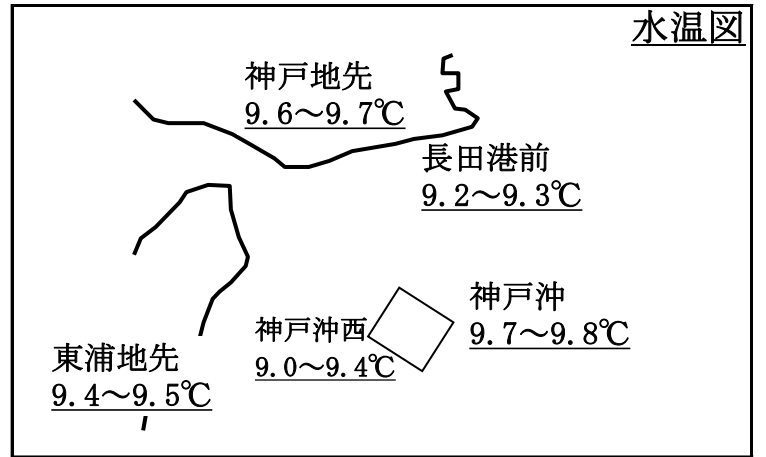 水温図
神戸地先
9.6～9.7℃
長田港前
9.2～9.3℃
神戸沖
9.7～9.8℃
神戸沖西
9.0～9.4℃
東浦地先
9.4～9.5℃